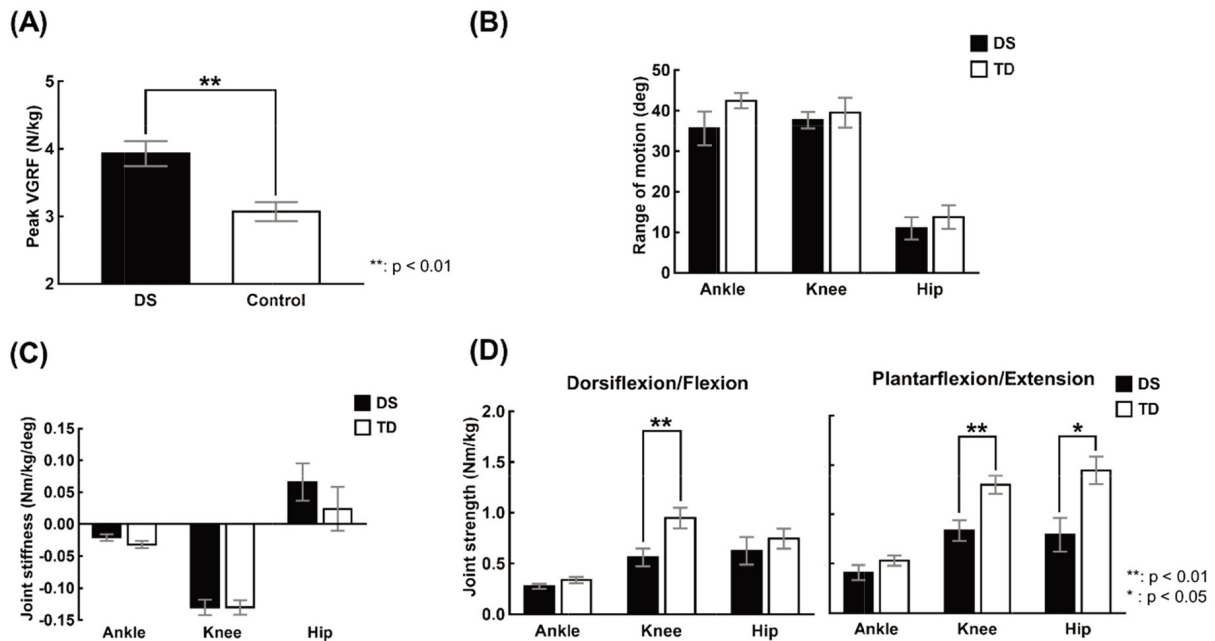 (A)
Peak VGRF (N/kg)
5
4
3
2
**
DS Control
**: p < 0.01
(B)
DS
TD
Range of motion (deg)
50
40
30
20
10
0
Ankle Knee Hip
(C)
DS
TD
Joint stiffness (Nm/kg/deg)
0.15
0.10
0.05
0.00
-0.05
-0.10
-0.15
Ankle Knee Hip
(D)
Dorsiflexion/Flexion
Joint strength (Nm/kg)
2.0
1.5
1.0
0.5
0.0
**
Ankle Knee Hip
Plantarflexion/Extension
DS
TD
** *
Ankle Knee Hip
**: p < 0.01
* : p < 0.05